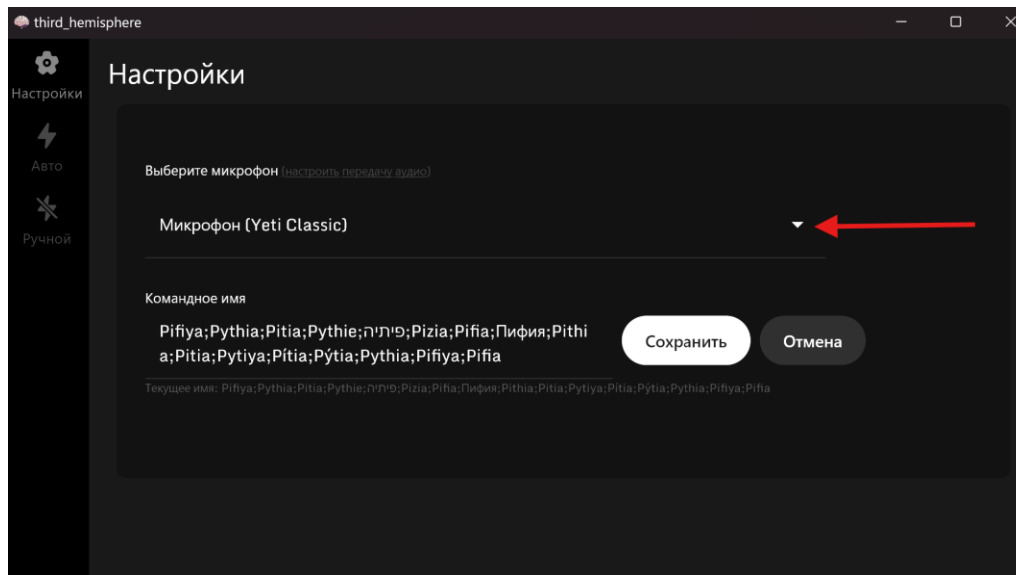 third_hemisphere
Настройки
Авто
Ручной
Настройки
Выберите микрофон (настроить передачу аудио)
Микрофон (Yeti Classic)
Командное имя
Pifiya;Pythia;Pitia;Pythie;פיתיה;Pizia;Pifia;Пифия;Pithi
a;Pitia;Pytiya;Pítia;Pýtia;Pythia;Pifiya;Pifia
Сохранить
Отмена
Текущее имя: Pifiya;Pythia;Pitia;Pythie;פיתיה;Pizia;Pifia;Пифия;Pithia;Pitia;Pytiya;Pítia;Pýtia;Pythia;Pifiya;Pifia